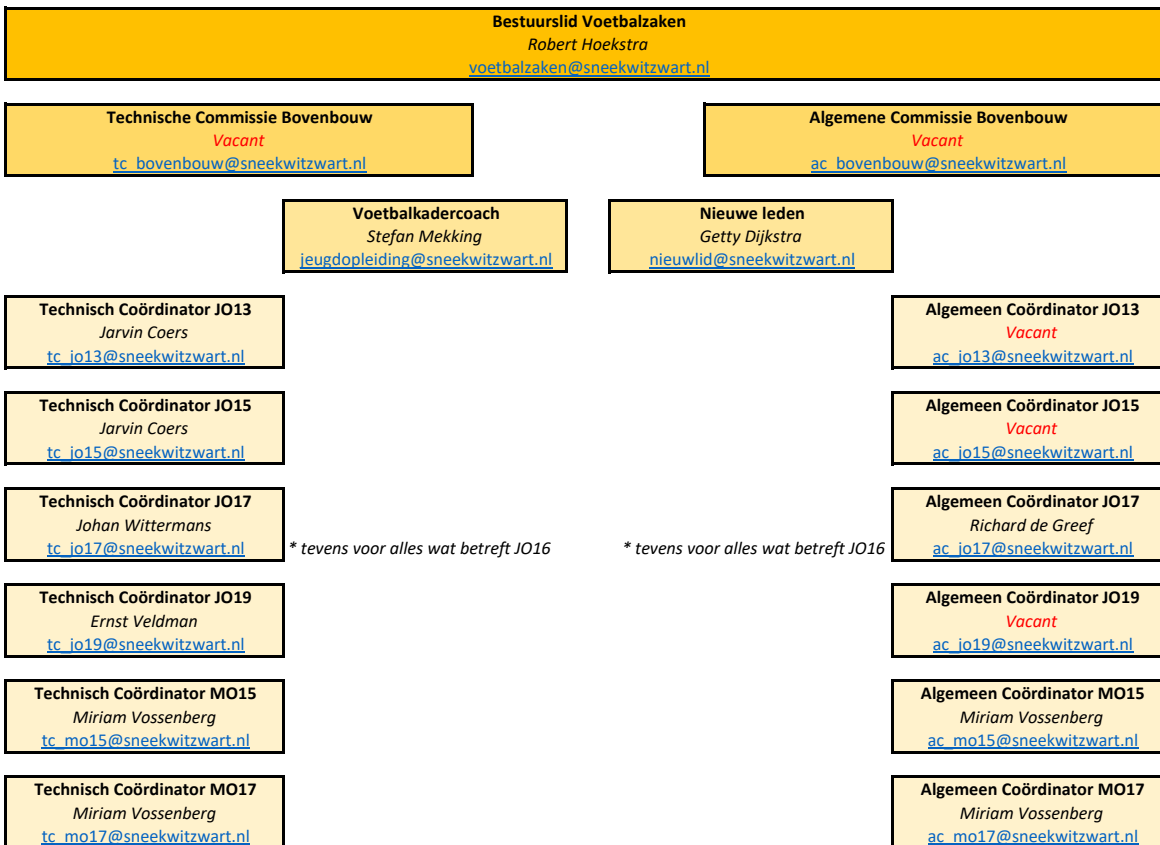 Bestuurslid Voetbalzaken
Robert Hoekstra
voetbalzaken@sneekwitzwart.nl
Technische Commissie Bovenbouw
Vacant
tc_bovenbouw@sneekwitzwart.nl
Algemene Commissie Bovenbouw
Vacant
ac_bovenbouw@sneekwitzwart.nl
Voetbalkadercoach
Stefan Mekking
jeugdopleiding@sneekwitzwart.nl
Nieuwe leden
Getty Dijkstra
nieuwlid@sneekwitzwart.nl
Technisch Coördinator JO13
Jarvin Coers
tc_jo13@sneekwitzwart.nl
Algemeen Coördinator JO13
Vacant
ac_jo13@sneekwitzwart.nl
Technisch Coördinator JO15
Jarvin Coers
tc_jo15@sneekwitzwart.nl
Algemeen Coördinator JO15
Vacant
ac_jo15@sneekwitzwart.nl
Technisch Coördinator JO17
Johan Wittermans
tc_jo17@sneekwitzwart.nl
* tevens voor alles wat betreft JO16
* tevens voor alles wat betreft JO16
Algemeen Coördinator JO17
Richard de Greef
ac_jo17@sneekwitzwart.nl
Technisch Coördinator JO19
Ernst Veldman
tc_jo19@sneekwitzwart.nl
Algemeen Coördinator JO19
Vacant
ac_jo19@sneekwitzwart.nl
Technisch Coördinator MO15
Miriam Vossenberg
tc_mo15@sneekwitzwart.nl
Algemeen Coördinator MO15
Miriam Vossenberg
ac_mo15@sneekwitzwart.nl
Technisch Coördinator MO17
Miriam Vossenberg
tc_mo17@sneekwitzwart.nl
Algemeen Coördinator MO17
Miriam Vossenberg
ac_mo17@sneekwitzwart.nl